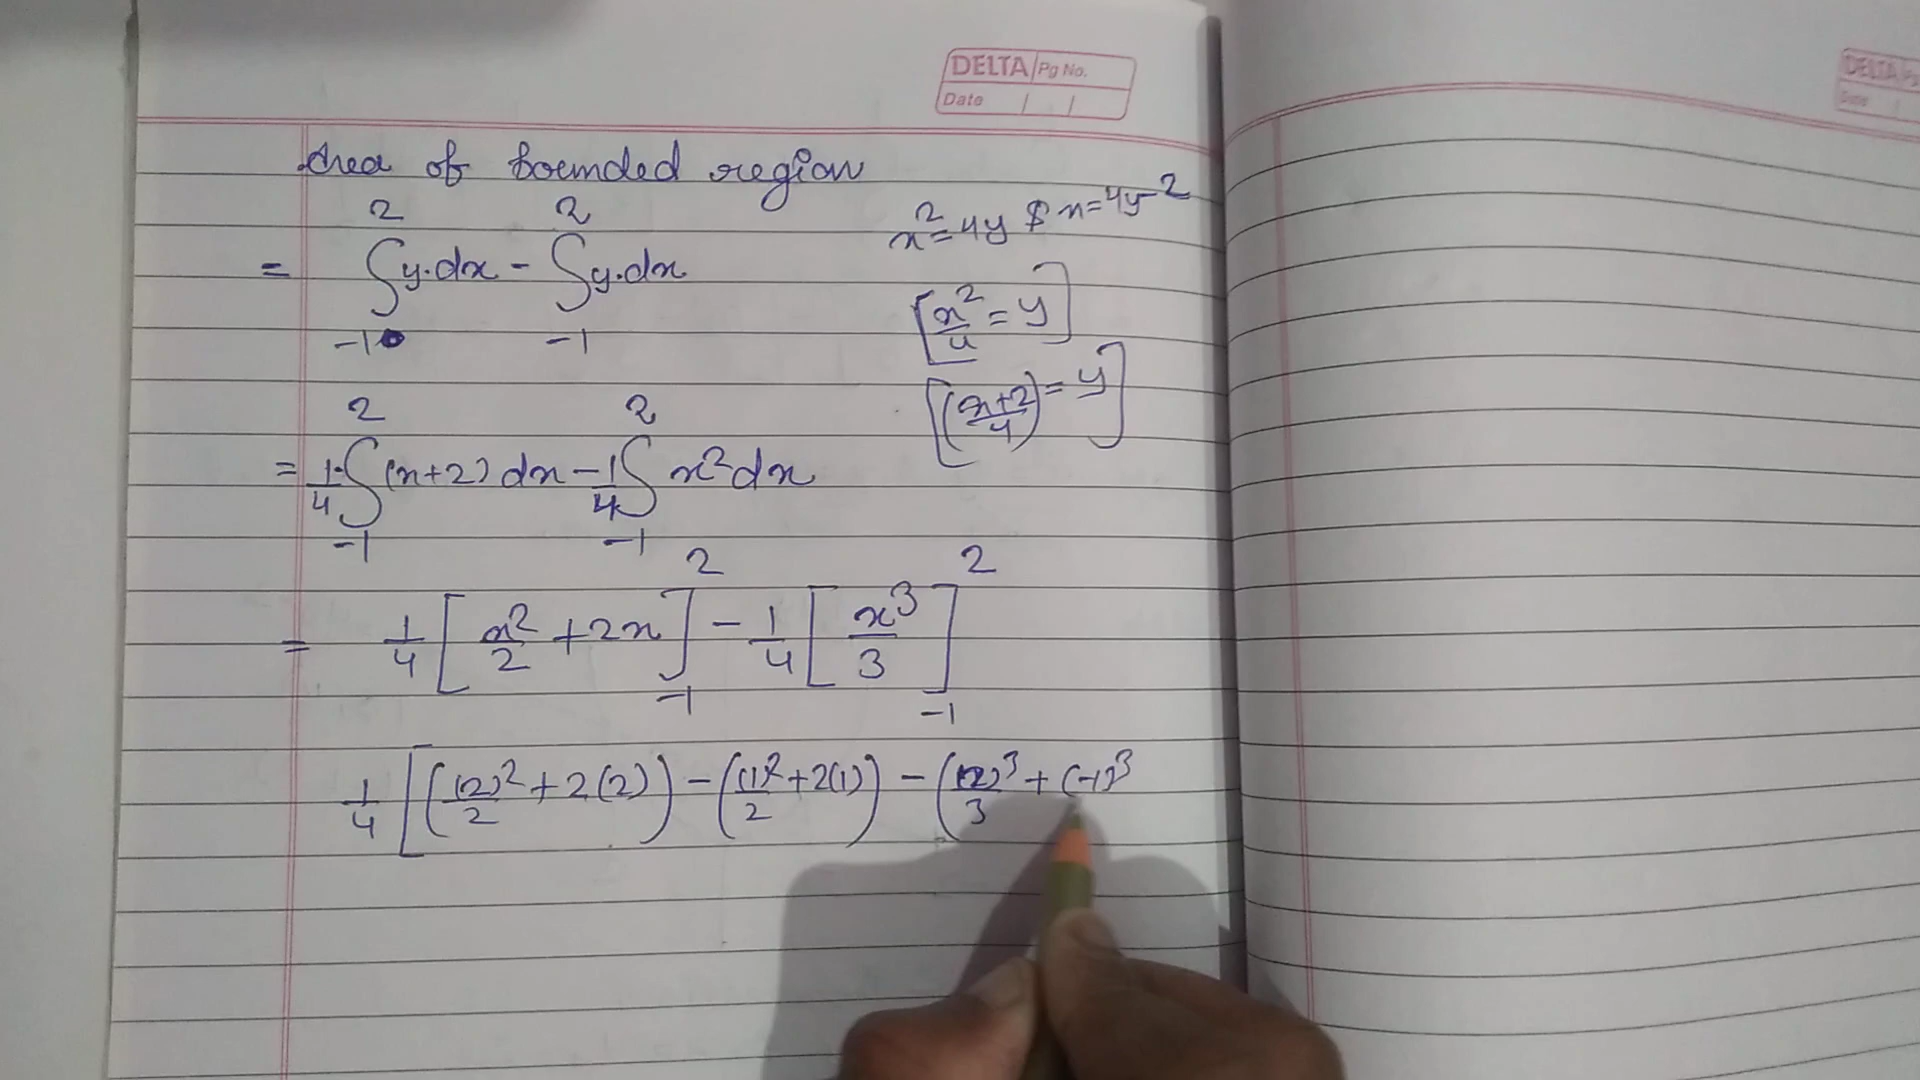 DELTA Pg No.
Date / /
DELTA
Date
Area of bounded region
x² = 4y $ x = 4y - 2
= ∫₋₁² y.dx - ∫₋₁² y.dx
[x²/4 = y]
[(x+2/4) = y]
= 1/4 ∫₋₁² (x+2) dx - 1/4 ∫₋₁² x² dx
= 1/4 [x²/2 + 2x]₋₁² - 1/4 [x³/3]₋₁²
1/4 [((2)²/2 + 2(2)) - ((1)²/2 + 2(1)) - ((2)³/3 + (-1)³